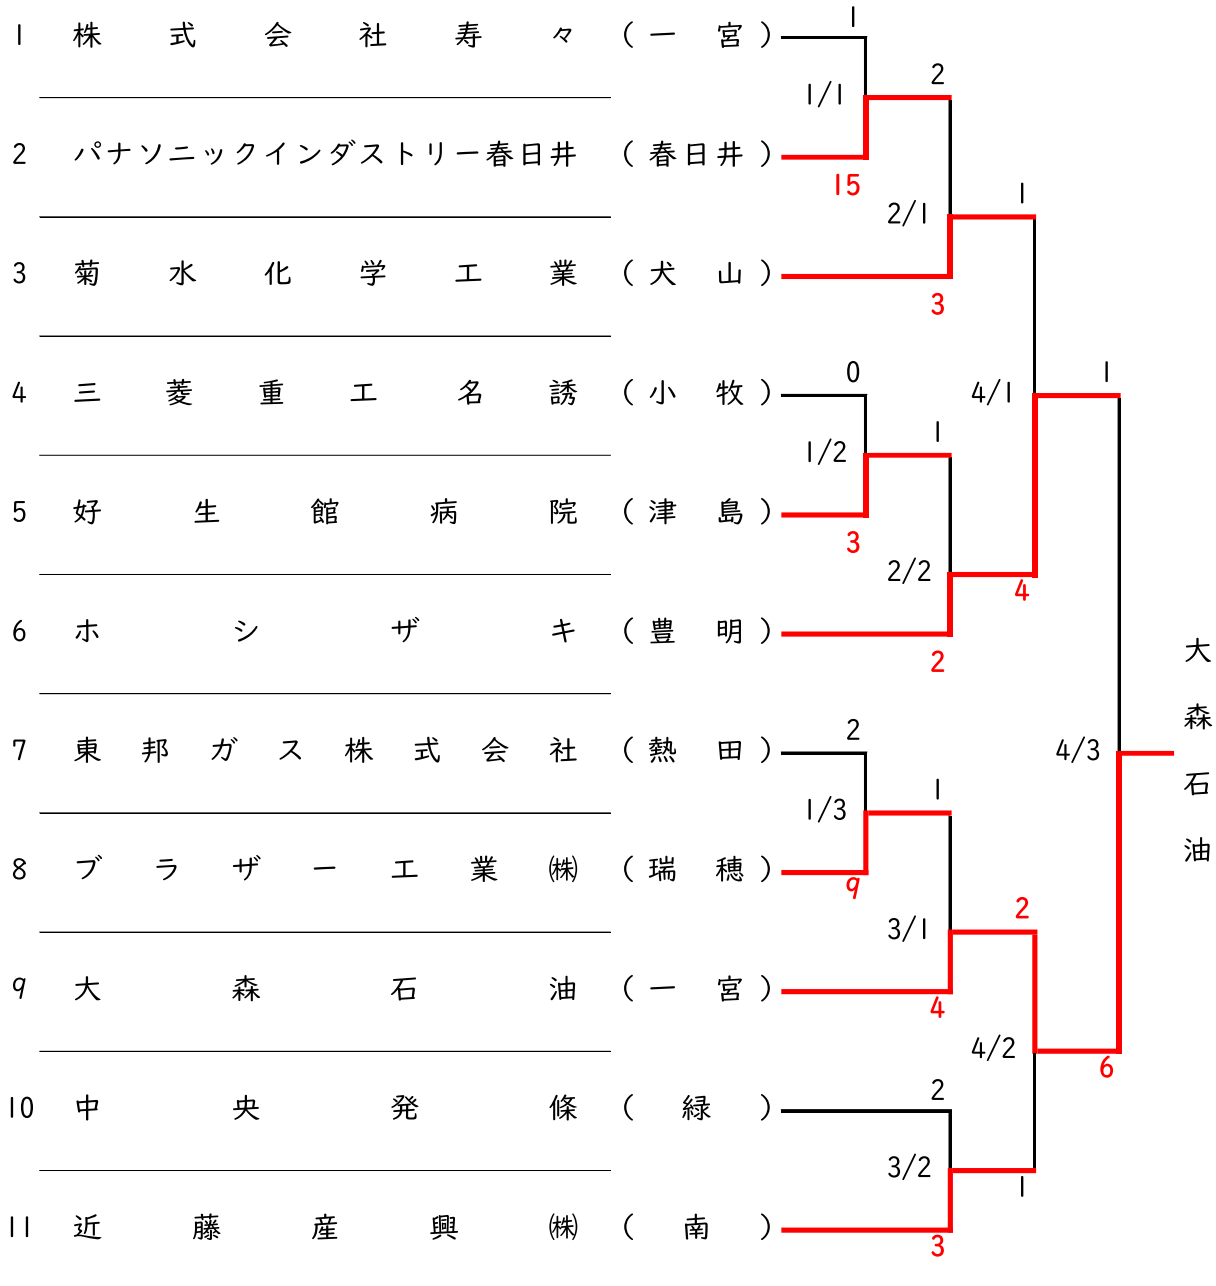 1
1 株式会社寿々 (一宮)
2
1/1
2 パナソニックインダストリー春日井 (春日井)
15
1
2/1
3 菊水化学工業 (犬山)
3
0
1
4 三菱重工名誘 (小牧)
4/1
1
1/2
5 好生館病院 (津島)
3
2/2
4
6 ホシザキ (豊明)
2
大森石油
2
7 東邦ガス株式会社 (熱田)
4/3
1
1/3
8 ブラザー工業㈱ (瑞穂)
9
2
3/1
9 大森石油 (一宮)
4
4/2
6
2
10 中央発條 (緑)
3/2
1
11 近藤産興㈱ (南)
3